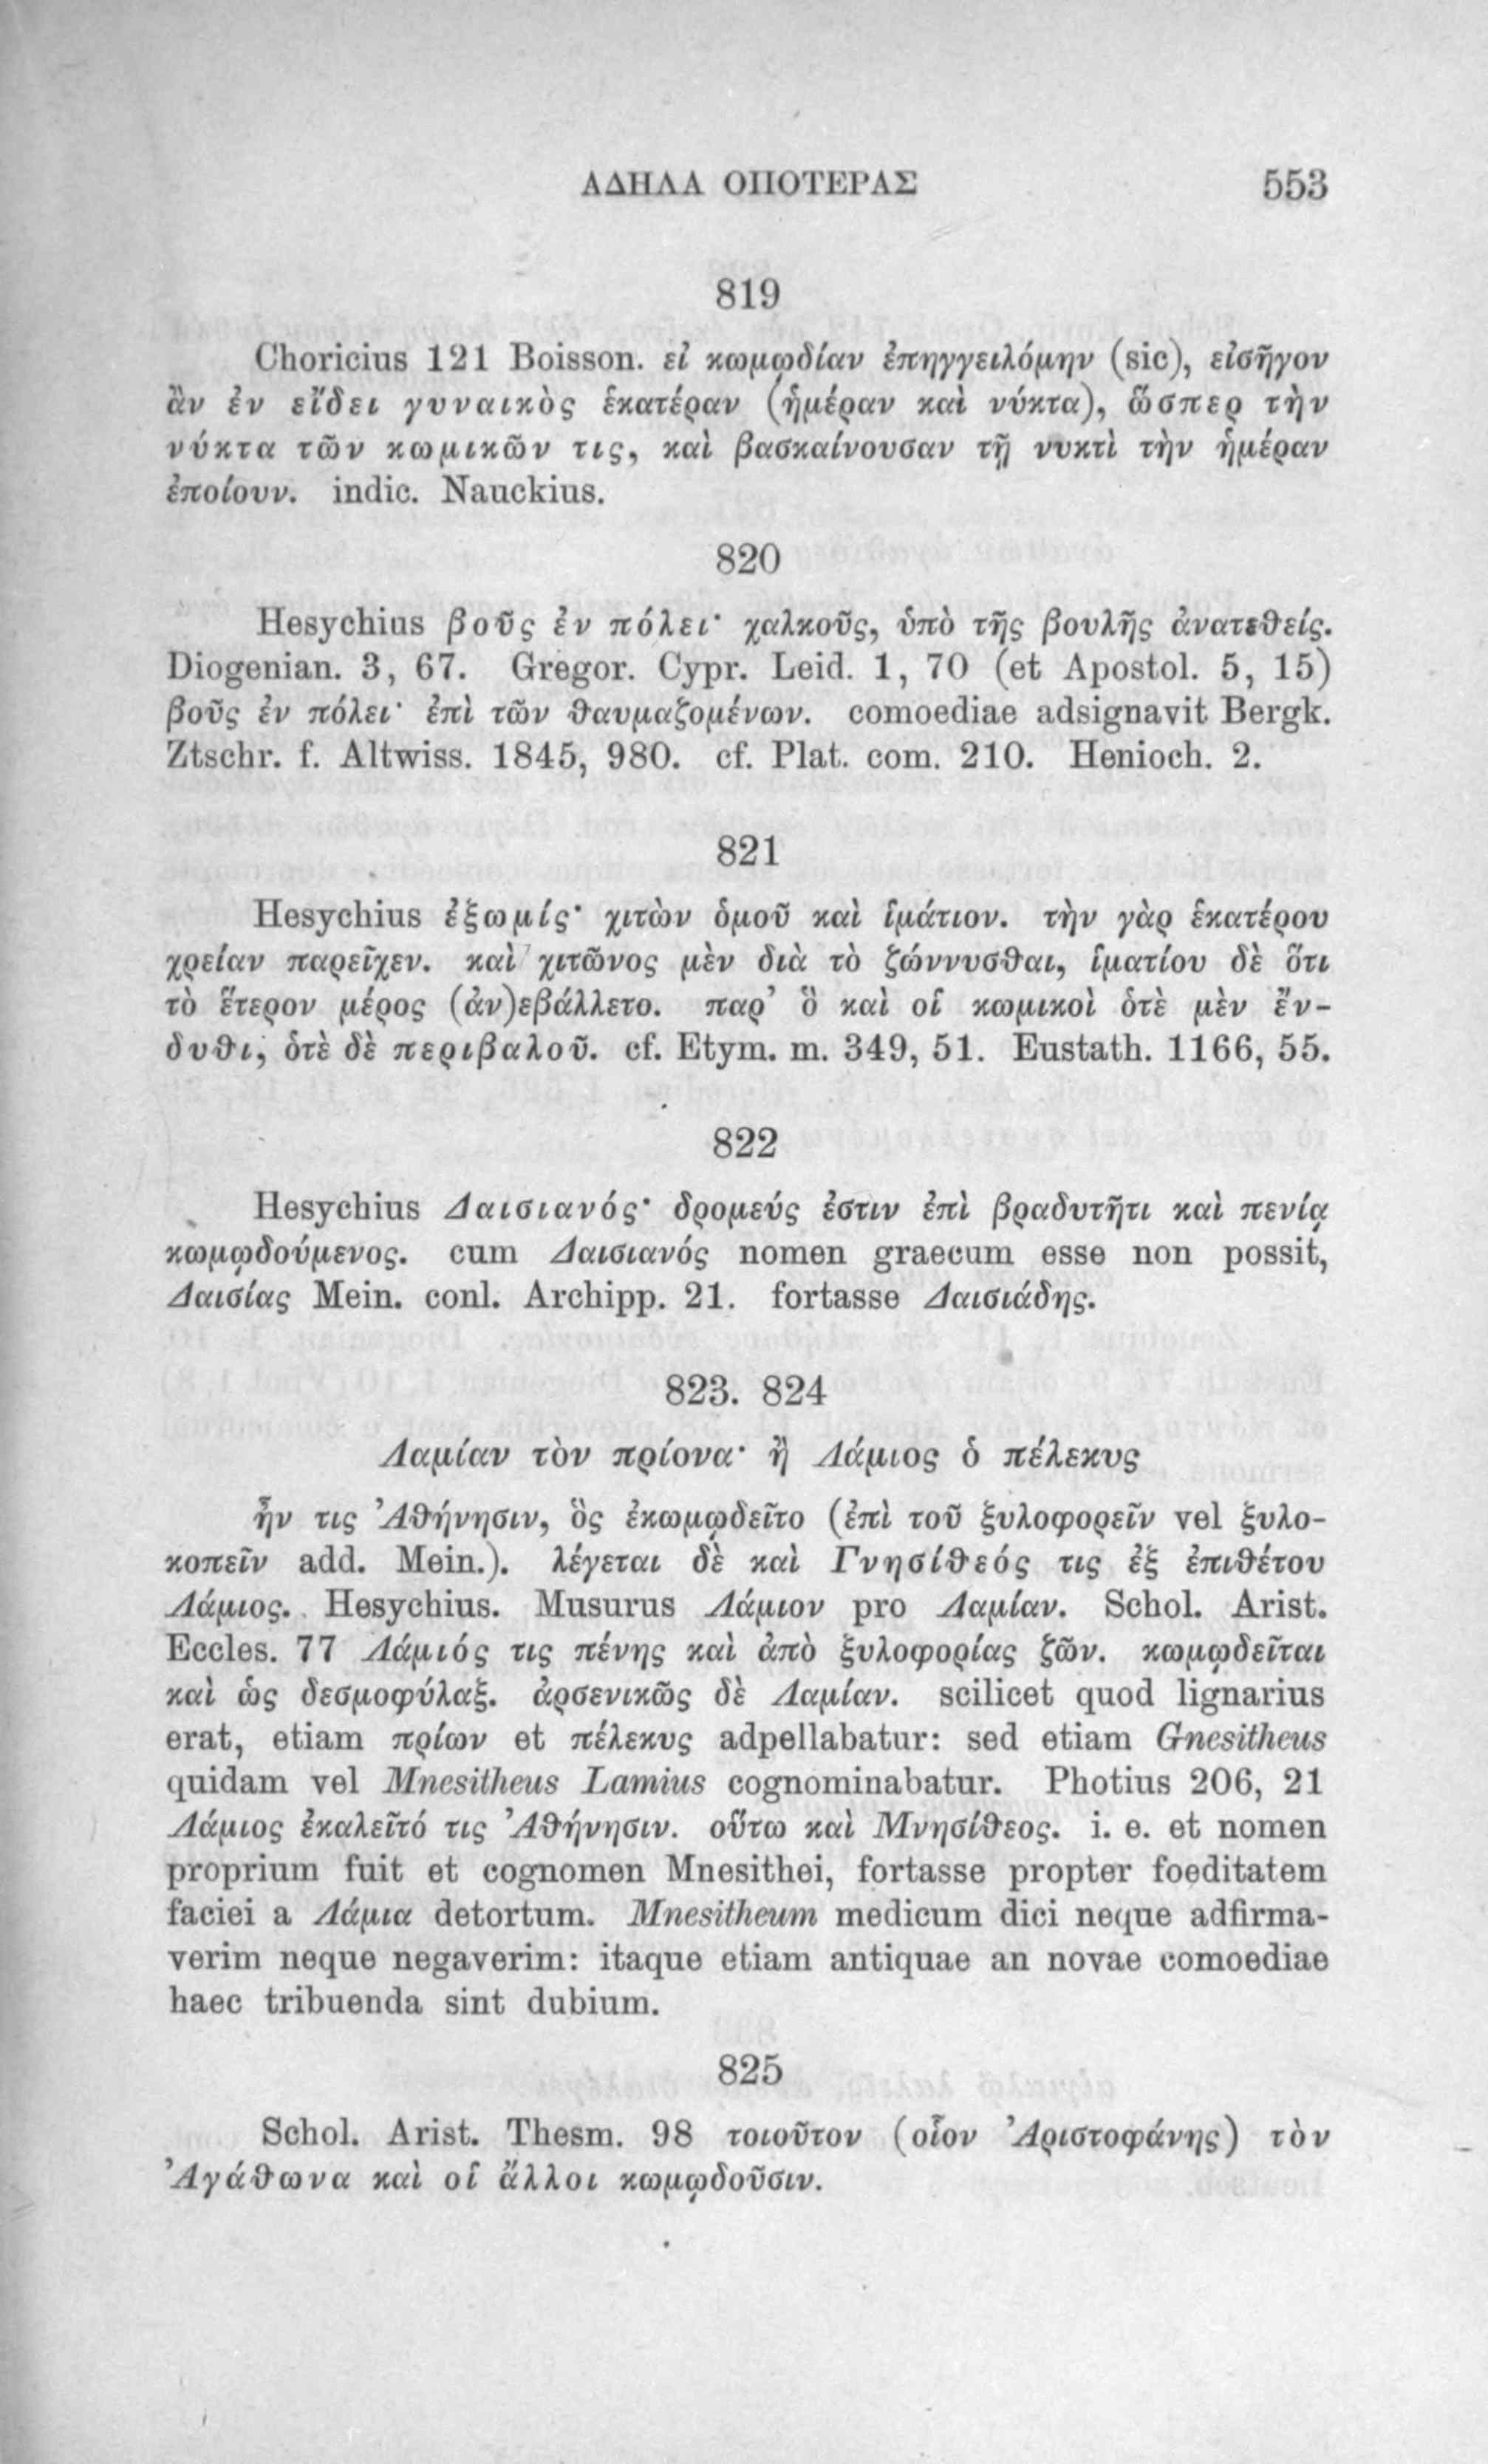 ΑΔΗΛΑ ΟΠΟΤΕΡΑΣ 553
819
Choricius 121 Boisson. εἰ κωμῳδίαν ἐπηγγειλόμην (sic), εἰσῆγον
ἂν ἐν εἴδει γυναικὸς ἑκατέραν (ἡμέραν καὶ νύκτα), ὥσπερ τὴν
νύκτα τῶν κωμικῶν τις, καὶ βασκαίνουσαν τῇ νυκτὶ τὴν ἡμέραν
ἐποίουν. indic. Nauckius.
820
Hesychius βοῦς ἐν πόλει· χαλκοῦς, ὑπὸ τῆς βουλῆς ἀνατεθείς.
Diogenian. 3, 67. Gregor. Cypr. Leid. 1, 70 (et Apostol. 5, 15)
βοῦς ἐν πόλει· ἐπὶ τῶν θαυμαζομένων. comoediae adsignavit Bergk.
Ztschr. f. Altwiss. 1845, 980. cf. Plat. com. 210. Henioch. 2.
821
Hesychius ἐξωμίς· χιτὼν ὁμοῦ καὶ ἱμάτιον. τὴν γὰρ ἑκατέρου
χρείαν παρεῖχεν. καὶ χιτῶνος μὲν διὰ τὸ ζώννυσθαι, ἱματίου δὲ ὅτι
τὸ ἕτερον μέρος (ἀν)εβάλλετο. παρ’ ὃ καὶ οἱ κωμικοὶ ὁτὲ μὲν ἔν-
δυθι, ὁτὲ δὲ περιβαλοῦ. cf. Etym. m. 349, 51. Eustath. 1166, 55.
822
Hesychius Δαισιανός· δρομεύς ἐστιν ἐπὶ βραδυτῆτι καὶ πενίᾳ
κωμῳδούμενος. cum Δαισιανός nomen graecum esse non possit,
Δαισίας Mein. conl. Archipp. 21. fortasse Δαισιάδης.
823. 824
Λαμίαν τὸν πρίονα· ἢ Λάμιος ὁ πέλεκυς
ἦν τις Ἀθήνησιν, ὃς ἐκωμῳδεῖτο (ἐπὶ τοῦ ξυλοφορεῖν vel ξυλο-
κοπεῖν add. Mein.). λέγεται δὲ καὶ Γνησίθεός τις ἐξ ἐπιθέτου
Λάμιος. Hesychius. Musurus Λάμιον pro Λαμίαν. Schol. Arist.
Eccles. 77 Λάμιός τις πένης καὶ ἀπὸ ξυλοφορίας ζῶν. κωμῳδεῖται
καὶ ὡς δεσμοφύλαξ. ἀρσενικῶς δὲ Λαμίαν. scilicet quod lignarius
erat, etiam πρίων et πέλεκυς adpellabatur: sed etiam Gnesitheus
quidam vel Mnesitheus Lamius cognominabatur. Photius 206, 21
Λάμιος ἐκαλεῖτό τις Ἀθήνησιν. οὕτω καὶ Μνησίθεος. i. e. et nomen
proprium fuit et cognomen Mnesithei, fortasse propter foeditatem
faciei a Λάμια detortum. Mnesitheum medicum dici neque adfirma-
verim neque negaverim: itaque etiam antiquae an novae comoediae
haec tribuenda sint dubium.
825
Schol. Arist. Thesm. 98 τοιοῦτον (οἷον Ἀριστοφάνης) τὸν
Ἀγάθωνα καὶ οἱ ἄλλοι κωμῳδοῦσιν.